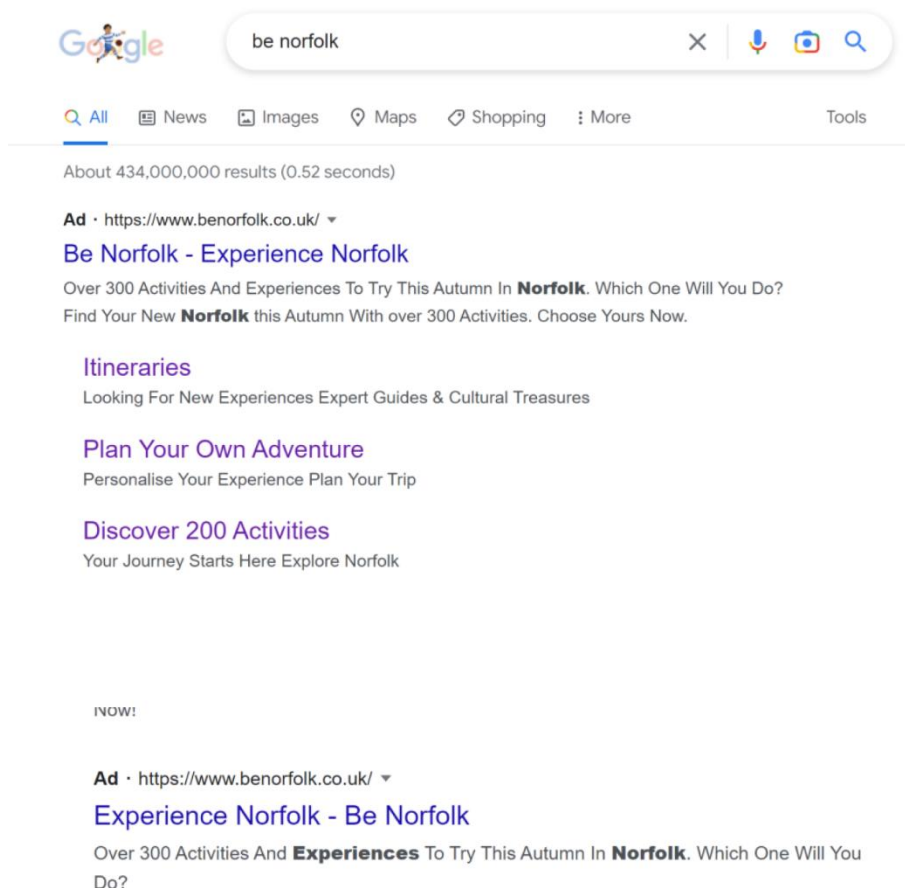 Google
be norfolk
All News Images Maps Shopping More Tools
About 434,000,000 results (0.52 seconds)
Ad · https://www.benorfolk.co.uk/
Be Norfolk - Experience Norfolk
Over 300 Activities And Experiences To Try This Autumn In Norfolk. Which One Will You Do?
Find Your New Norfolk this Autumn With over 300 Activities. Choose Yours Now.
Itineraries
Looking For New Experiences Expert Guides & Cultural Treasures
Plan Your Own Adventure
Personalise Your Experience Plan Your Trip
Discover 200 Activities
Your Journey Starts Here Explore Norfolk
Now!
Ad · https://www.benorfolk.co.uk/
Experience Norfolk - Be Norfolk
Over 300 Activities And Experiences To Try This Autumn In Norfolk. Which One Will You
Do?